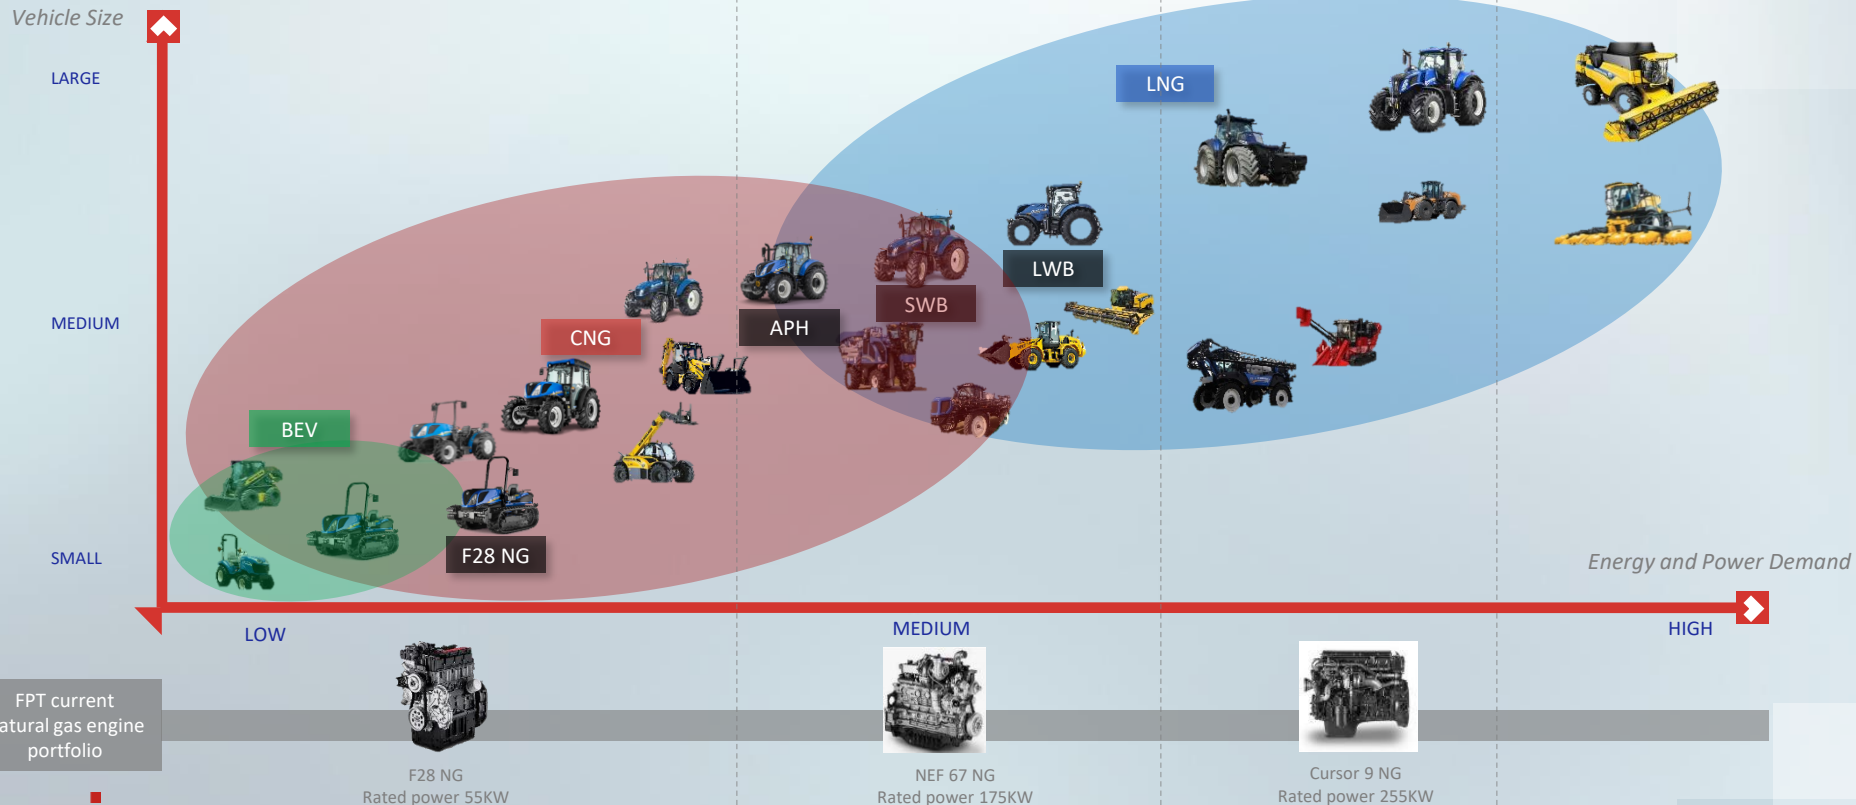 Vehicle Size
LARGE
LNG
LWB
SWB
MEDIUM
APH
CNG
BEV
F28 NG
SMALL
Energy and Power Demand
LOW
MEDIUM
HIGH
FPT current
atural gas engine
portfolio
F28 NG
Rated power 55KW
NEF 67 NG
Rated power 175KW
Cursor 9 NG
Rated power 255KW